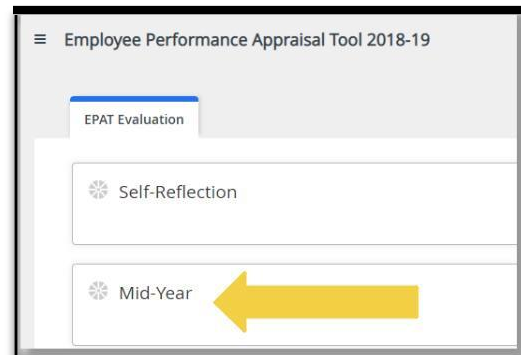 Employee Performance Appraisal Tool 2018-19
EPAT Evaluation
Self-Reflection
Mid-Year